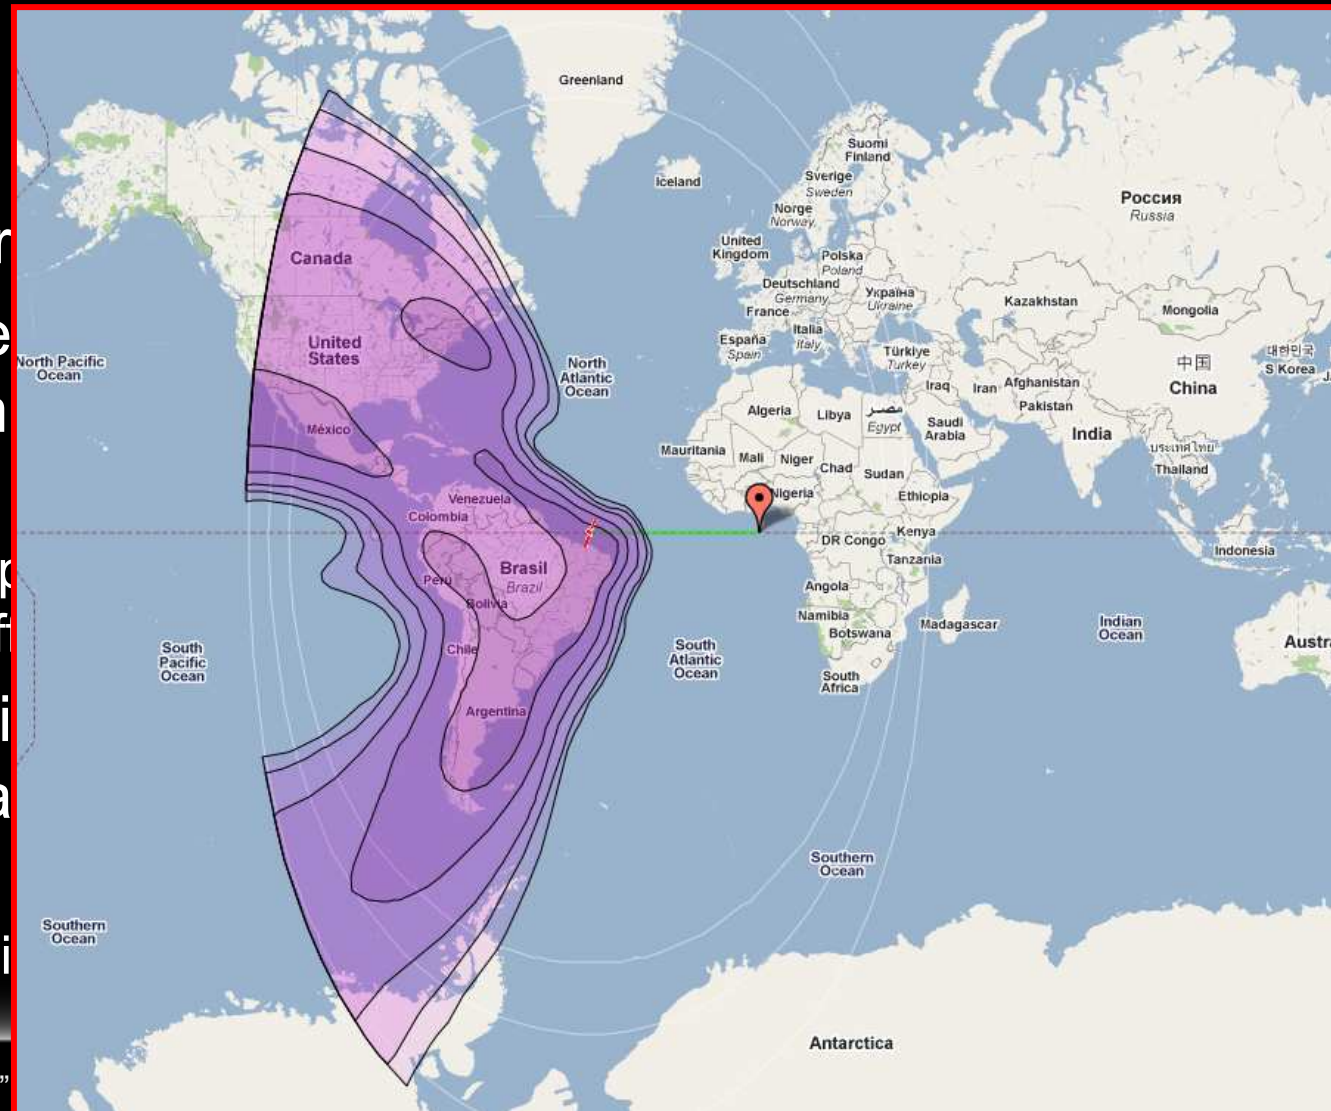 Greenland
Suomi
Finland
Iceland
Sverige
Sweden
Россия
Russia
Norge
Norway
United
Kingdom
Polska
Poland
Canada
Deutschland
Germany
Україна
Ukraine
Kazakhstan
Mongolia
France
United
States
España
Spain
Italia
Italy
Türkiye
Turkey
대한민국
S Korea
North Pacific
Ocean
North
Atlantic
Ocean
中国
China
Iraq
Iran
Afghanistan
Pakistan
Algeria
Libya
مصر
Egypt
Saudi
Arabia
India
México
Mauritania
Mali
Niger
Chad
Sudan
ประเทศไทย
Thailand
Venezuela
Colombia
Nigeria
Ethiopia
Kenya
DR Congo
Tanzania
Indonesia
Brasil
Brazil
Perú
Bolivia
Angola
Namibia
Botswana
Madagascar
Indian
Ocean
South
Pacific
Ocean
Chile
South
Atlantic
Ocean
South
Africa
Austra
Argentina
Southern
Ocean
Southern
Ocean
Antarctica